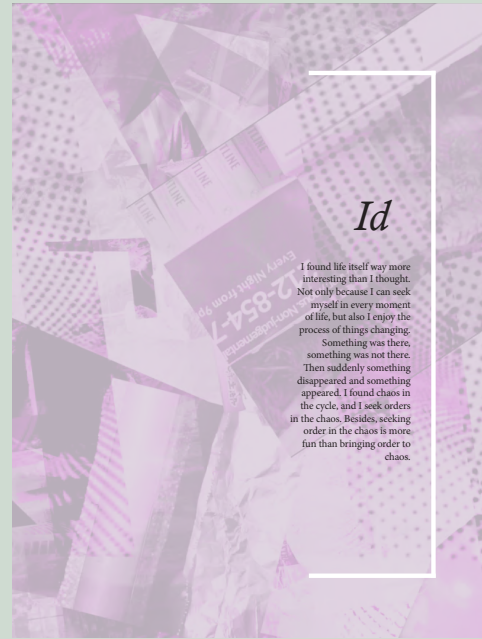 Id
I found life itself way more
interesting than I thought.
Not only because I can seek
myself in every moment
of life, but also I enjoy the
process of things changing.
Something was there,
something was not there.
Then suddenly something
disappeared and something
appeared. I found chaos in
the cycle, and I seek orders
in the chaos. Besides, seeking
order in the chaos is more
fun than bringing order to
chaos.
Every Night from
12-854-7